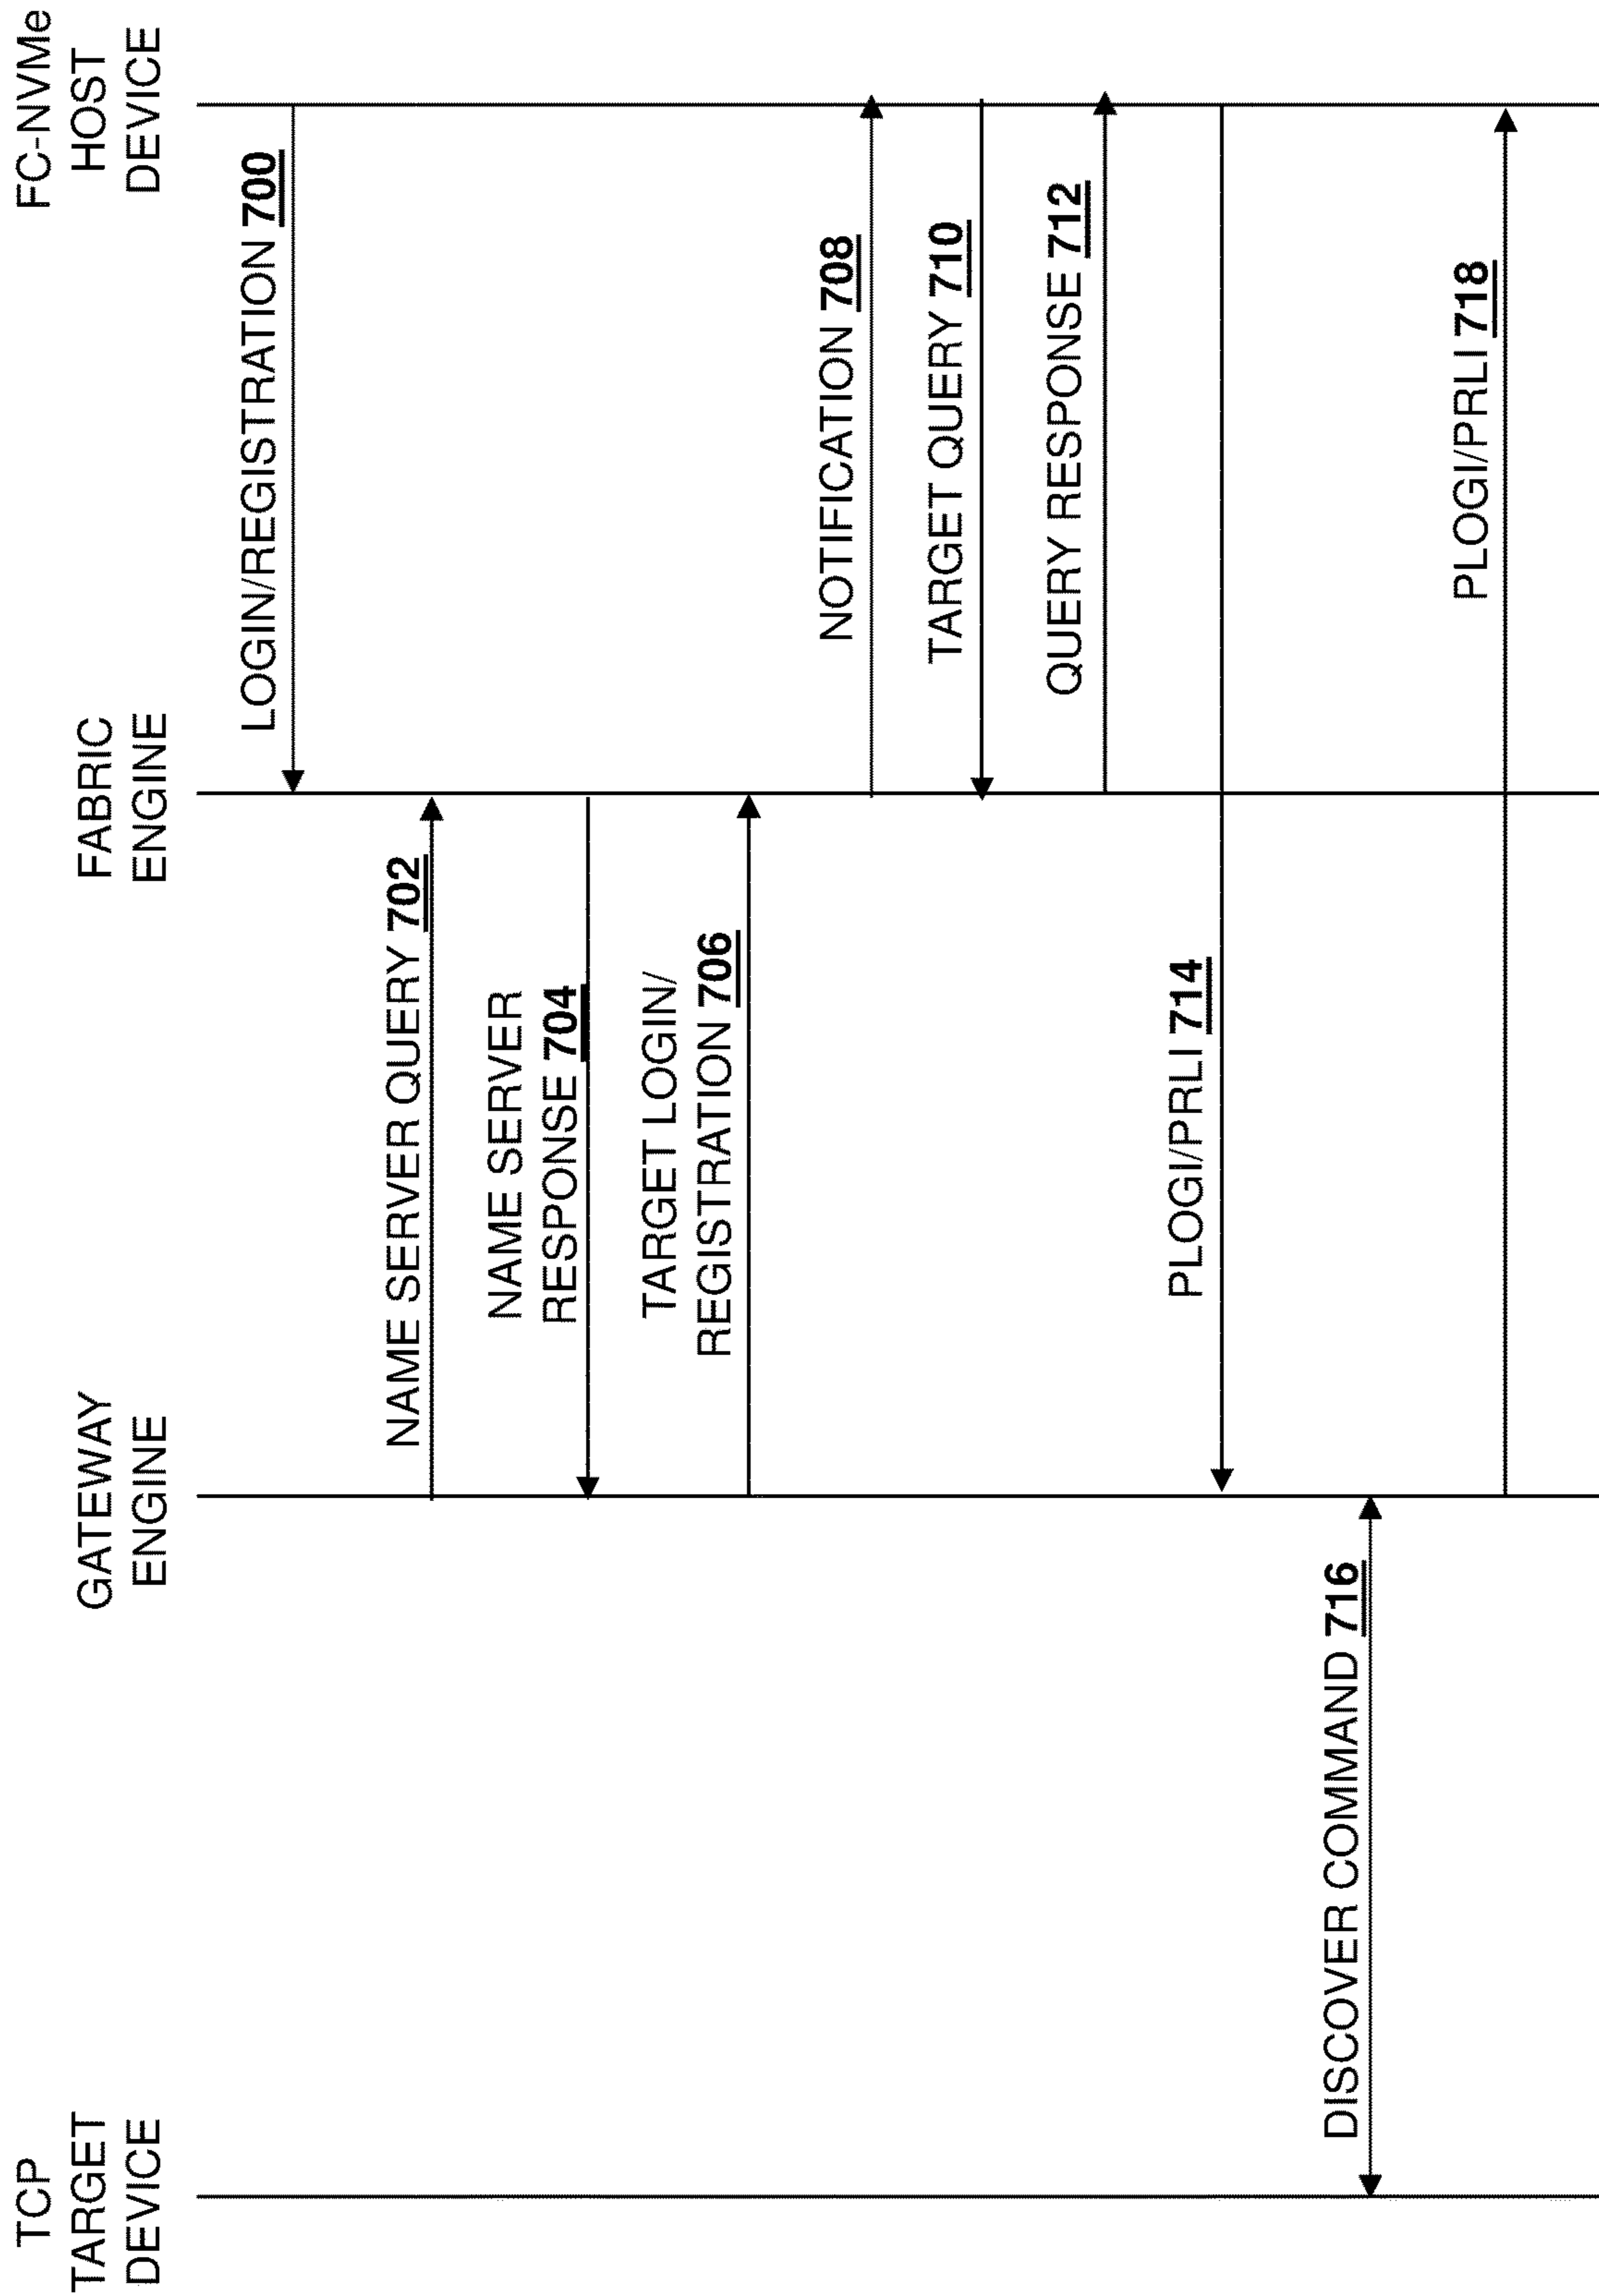 TCP
TARGET
DEVICE
GATEWAY
ENGINE
FABRIC
ENGINE
FC-NVMe
HOST
DEVICE
LOGIN/REGISTRATION 700
NAME SERVER QUERY 702
NAME SERVER
RESPONSE 704
TARGET LOGIN/
REGISTRATION 706
NOTIFICATION 708
TARGET QUERY 710
QUERY RESPONSE 712
PLOGI/PRLI 714
DISCOVER COMMAND 716
PLOGI/PRLI 718